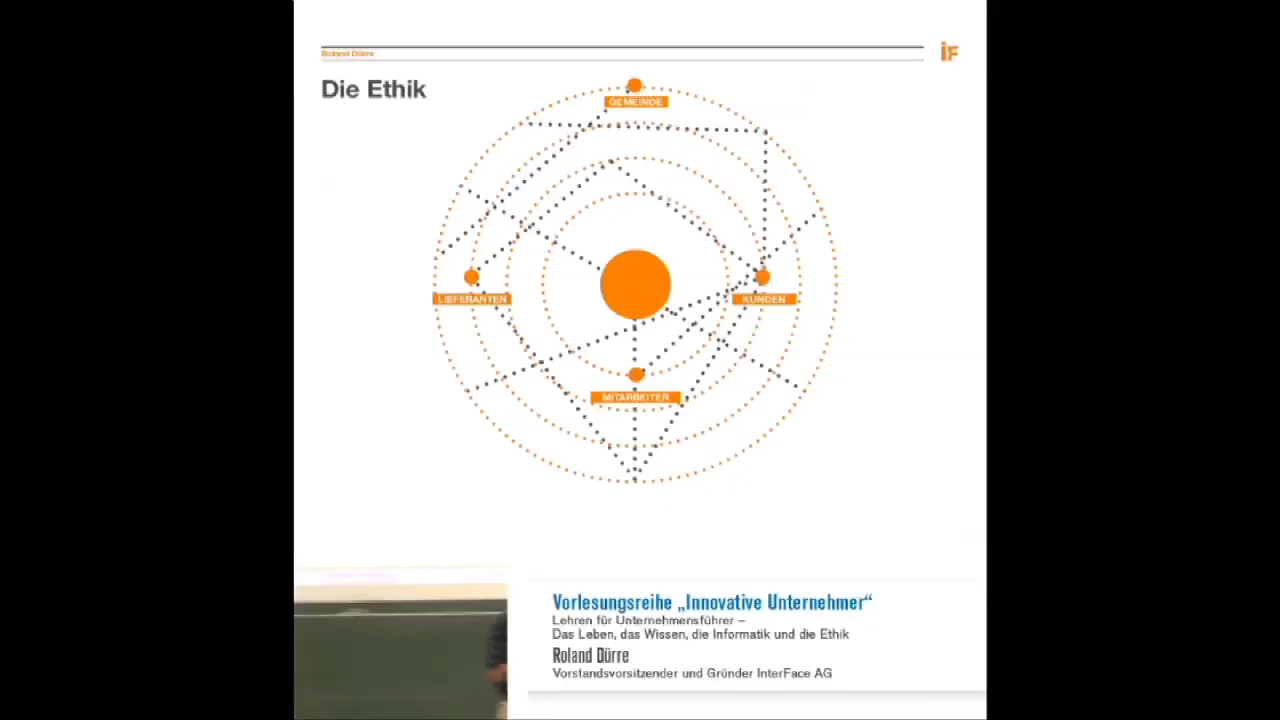 Roland Dürre
iF
Die Ethik
GEMEINDE
LIEFERANTEN
KUNDEN
MITARBEITER
Vorlesungsreihe „Innovative Unternehmer“
Lehren für Unternehmensführer –
Das Leben, das Wissen, die Informatik und die Ethik
Roland Dürre
Vorstandsvorsitzender und Gründer InterFace AG